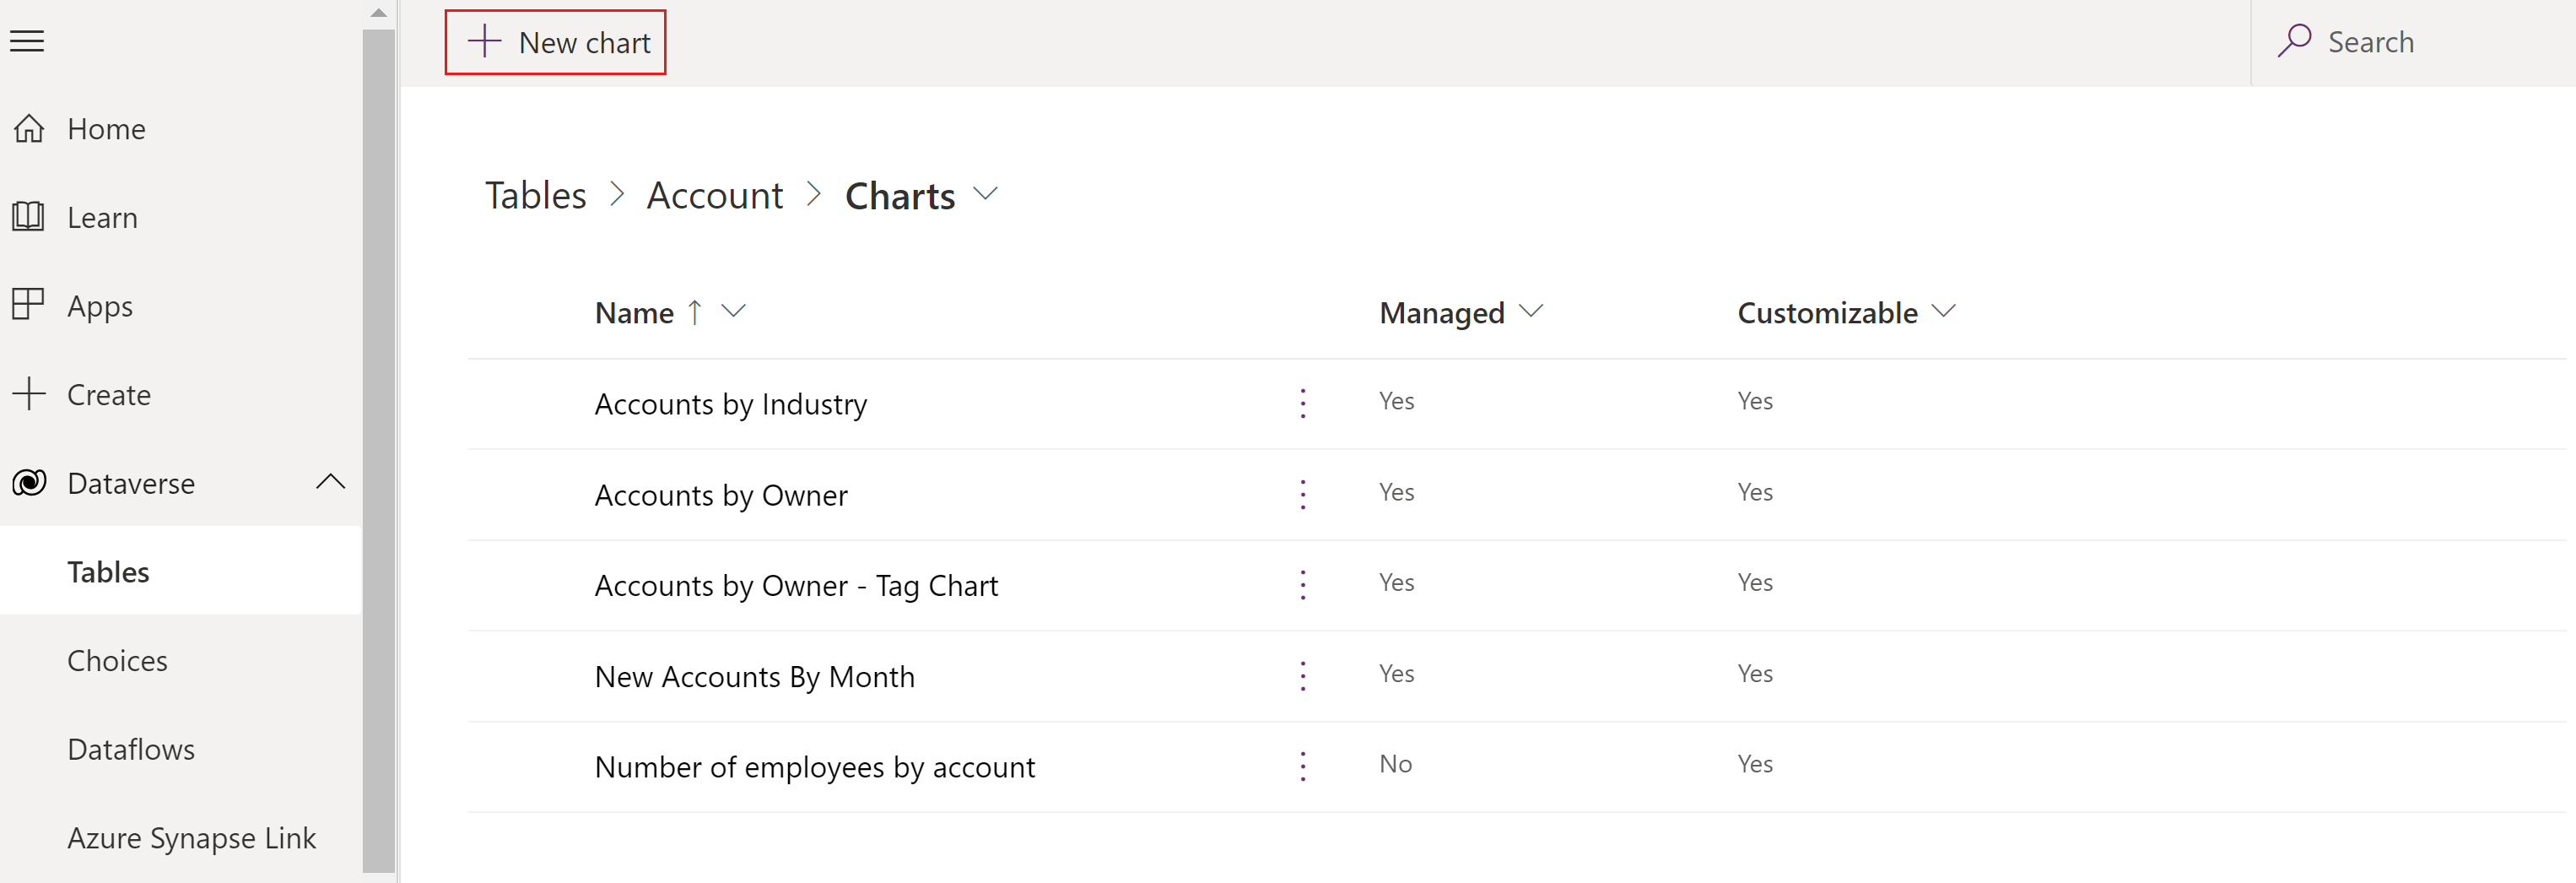 New chart
Search
Home
Learn
Apps
Create
Dataverse
Tables
Choices
Dataflows
Azure Synapse Link
Tables > Account > Charts
Name Managed Customizable
Accounts by Industry Yes Yes
Accounts by Owner Yes Yes
Accounts by Owner - Tag Chart Yes Yes
New Accounts By Month Yes Yes
Number of employees by account No Yes